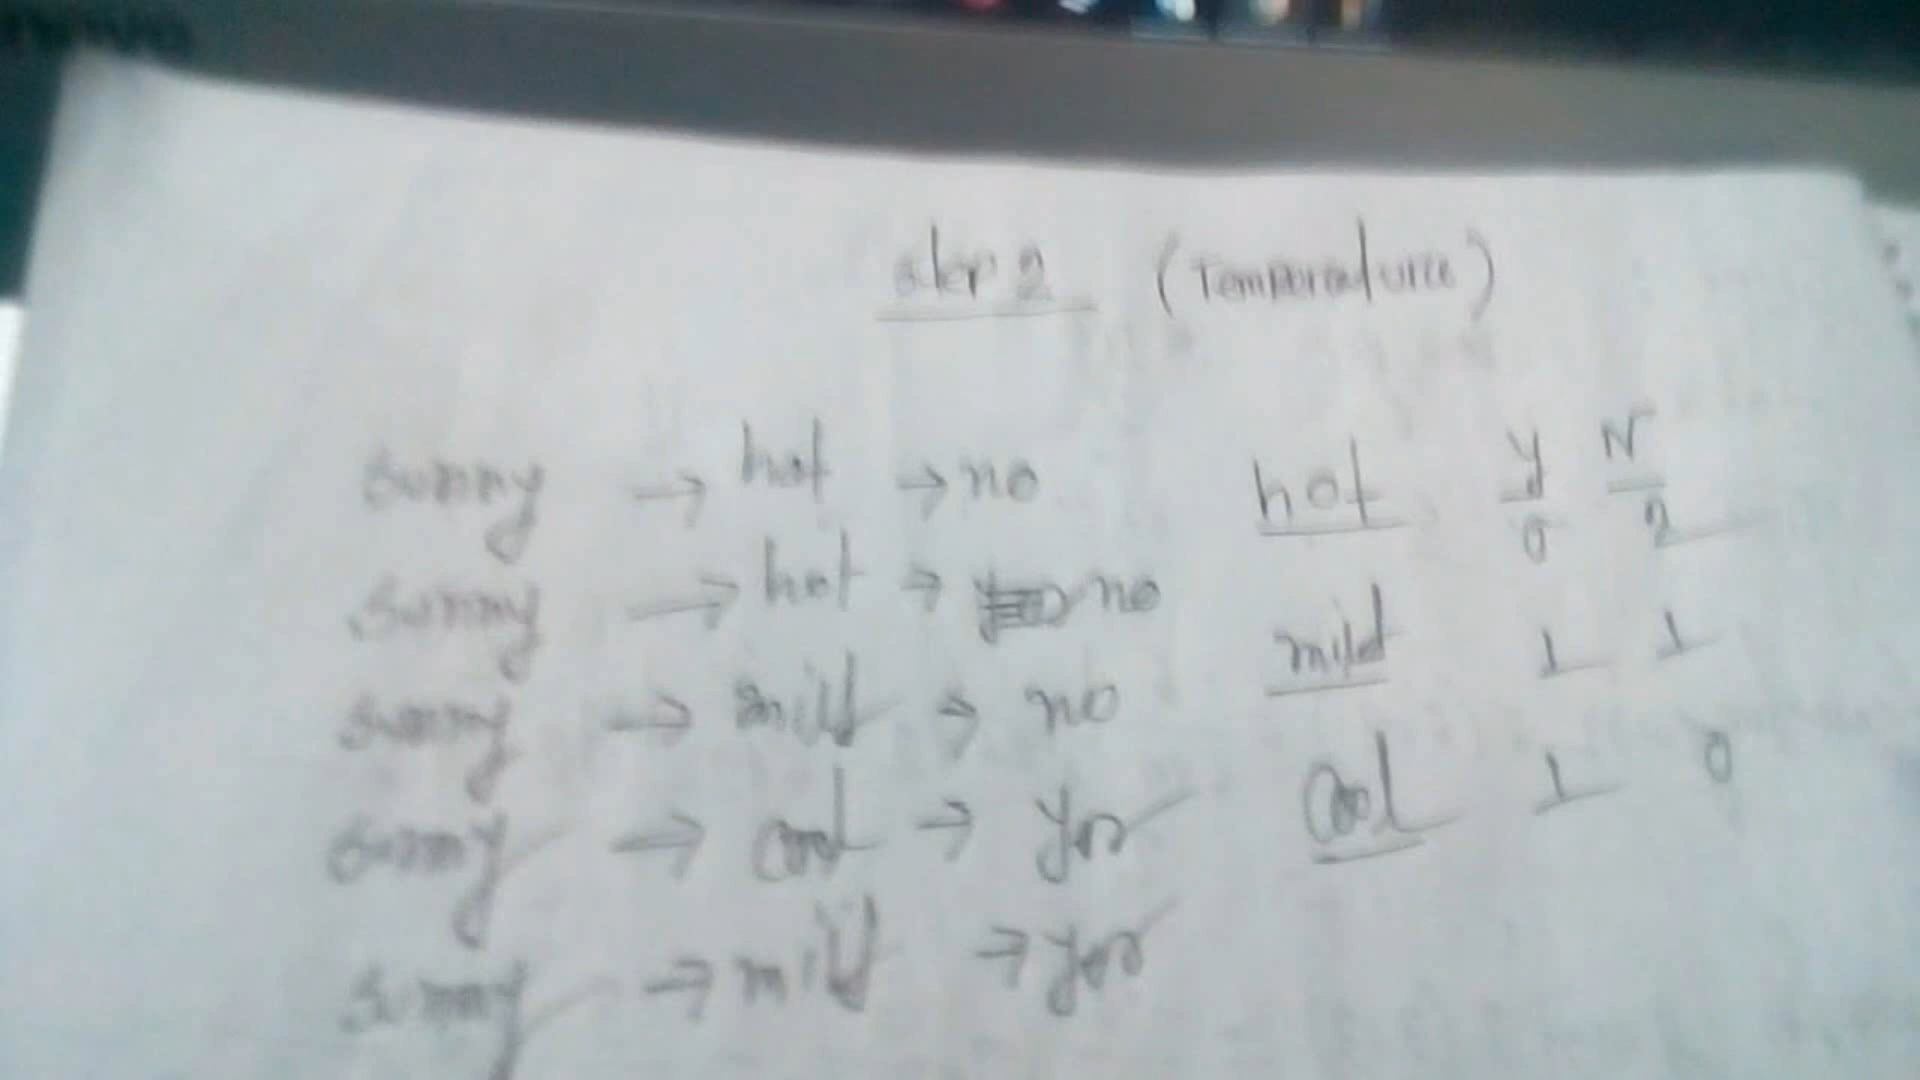 step 2 (Temperature)
sunny → hot → no
sunny → hot → no
sunny → mild → no
sunny → cool → yes
sunny → mild → yes
hot Y N
0 2
mild 1 1
cool 1 0